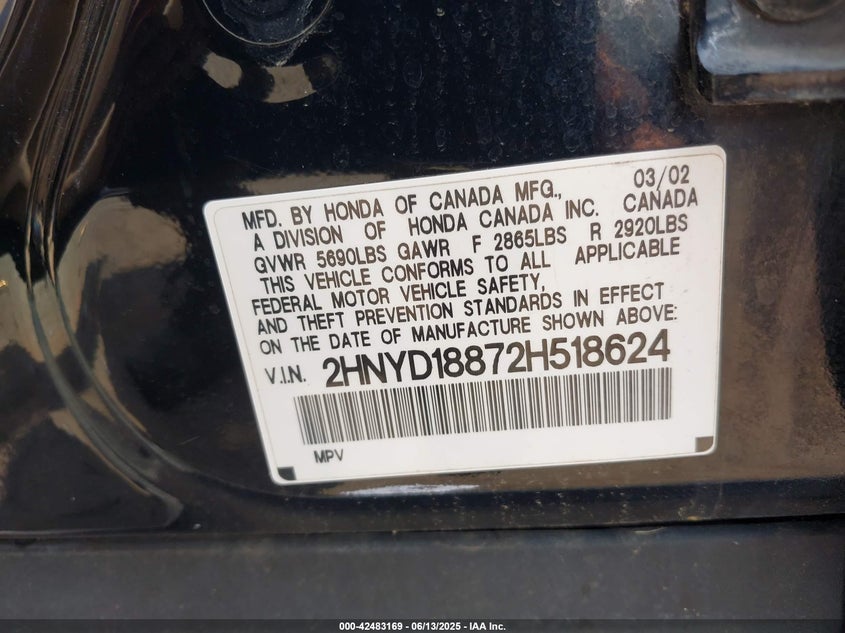 MFD. BY HONDA OF CANADA MFG., 03/02
A DIVISION OF HONDA CANADA INC. CANADA
GVWR 5690LBS GAWR F 2865LBS R 2920LBS
THIS VEHICLE CONFORMS TO ALL APPLICABLE
FEDERAL MOTOR VEHICLE SAFETY,
AND THEFT PREVENTION STANDARDS IN EFFECT
ON THE DATE OF MANUFACTURE SHOWN ABOVE:
V.I.N. 2HNYD18872H518624
MPV
000-42483169 - 06/13/2025 - IAA Inc.